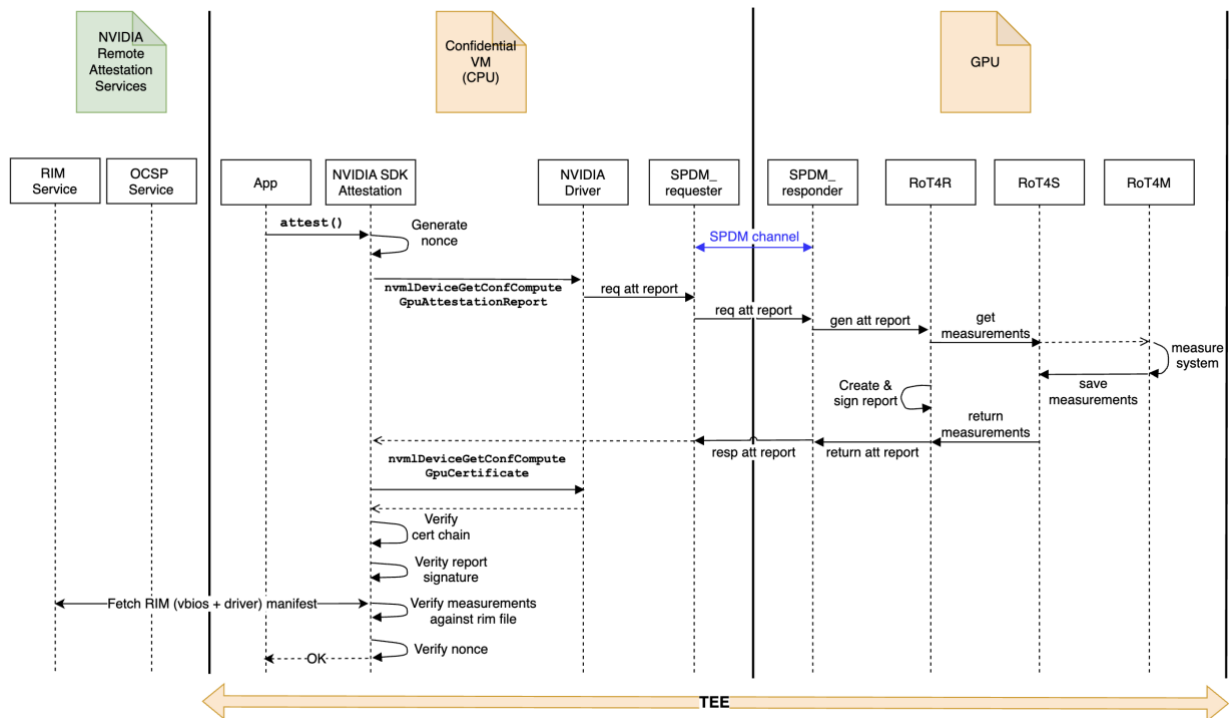 NVIDIA
Remote
Attestation
Services
Confidential
VM
(CPU)
GPU
RIM
Service
OCSP
Service
App
NVIDIA SDK
Attestation
NVIDIA
Driver
SPDM_
requester
SPDM_
responder
RoT4R
RoT4S
RoT4M
attest()
Generate
nonce
SPDM channel
nvmlDeviceGetConfCompute
GpuAttestationReport
req att report
req att report
gen att report
get
measurements
measure
system
save
measurements
Create &
sign report
return
measurements
resp att report
return att report
nvmlDeviceGetConfCompute
GpuCertificate
Verify
cert chain
Verity report
signature
Fetch RIM (vbios + driver) manifest
Verify measurements
against rim file
Verify nonce
OK
TEE